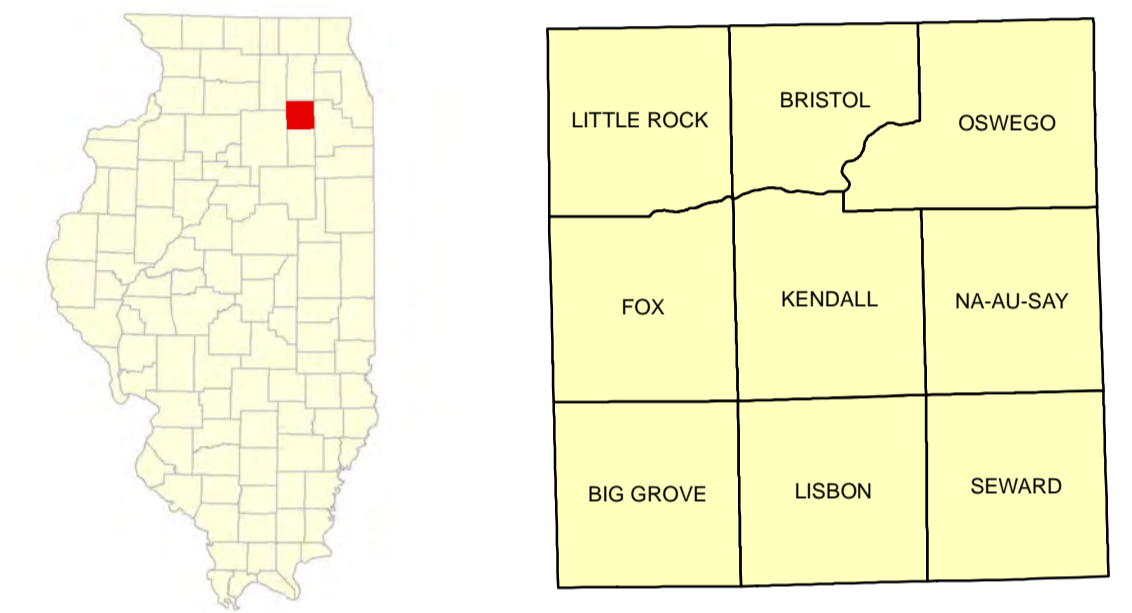 LITTLE ROCK
BRISTOL
OSWEGO
FOX
KENDALL
NA-AU-SAY
BIG GROVE
LISBON
SEWARD